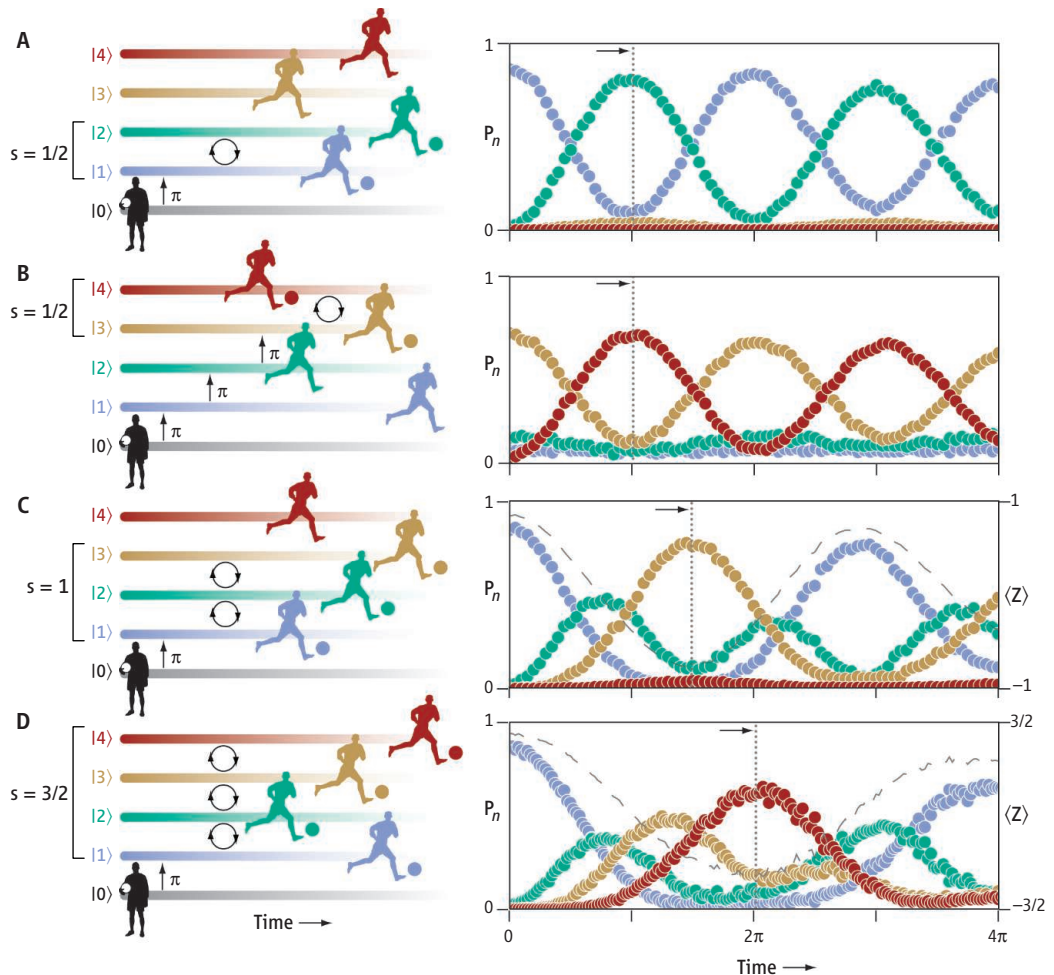 A
|4⟩
|3⟩
|2⟩
s = 1/2
|1⟩
π
|0⟩
1
Pn
0
B
|4⟩
s = 1/2
|3⟩
π
|2⟩
π
|1⟩
π
|0⟩
1
Pn
0
C
|4⟩
|3⟩
s = 1
|2⟩
|1⟩
π
|0⟩
1
1
Pn
⟨Z⟩
0
−1
D
|4⟩
|3⟩
s = 3/2
|2⟩
|1⟩
π
|0⟩
Time
1
3/2
Pn
⟨Z⟩
0
−3/2
0
2π
4π
Time